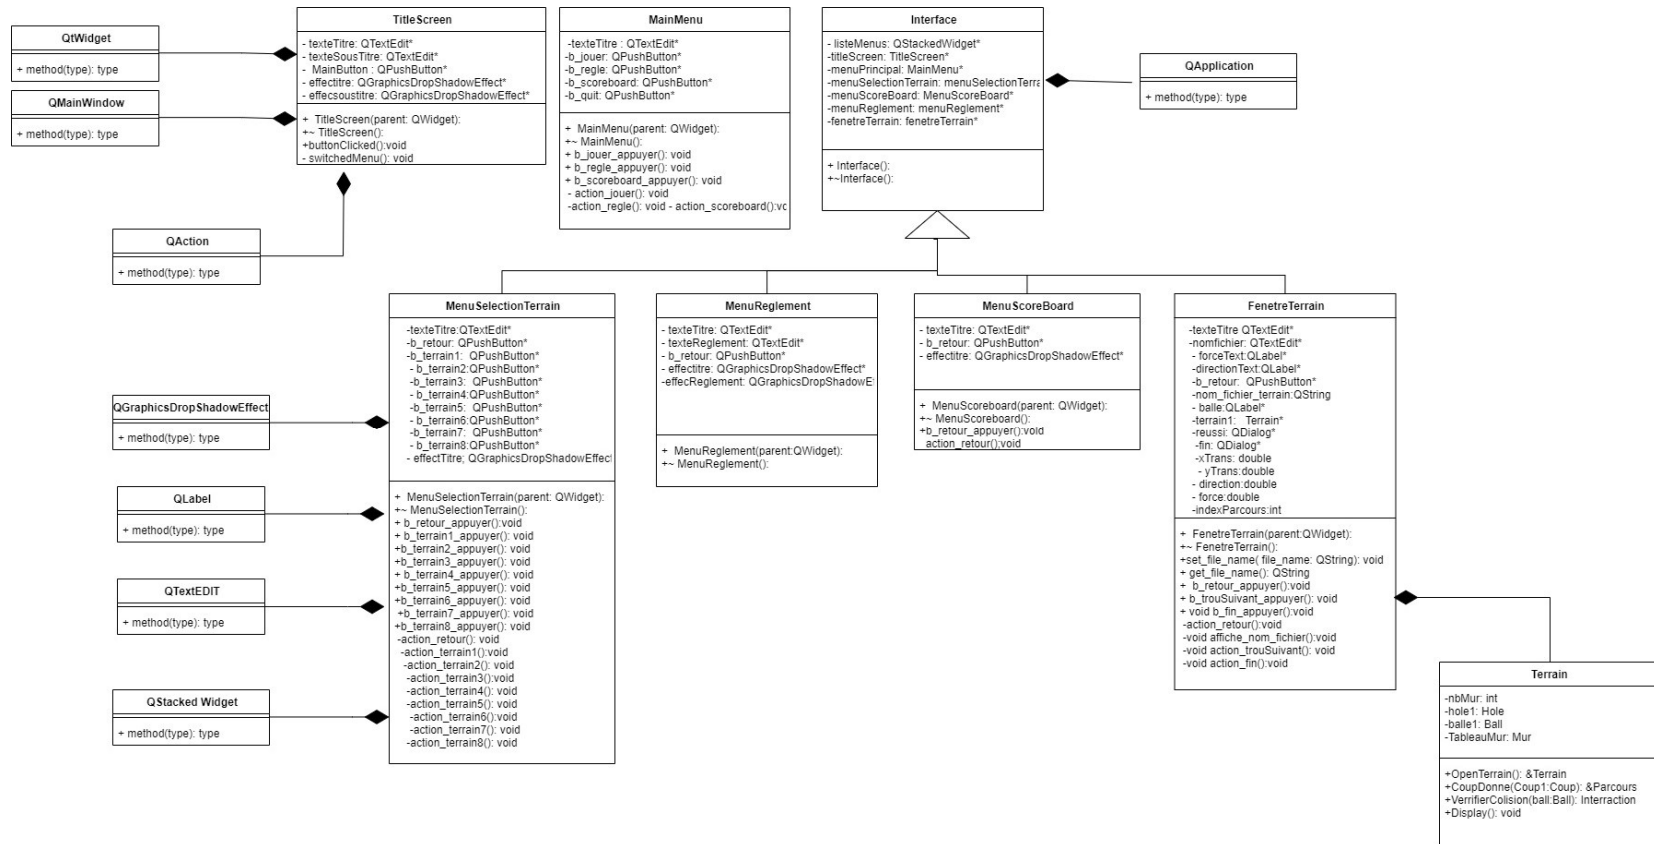 QtWidget
+ method(type): type
QMainWindow
+ method(type): type
TitleScreen
- texteTitre: QTextEdit*
- texteSousTitre: QTextEdit*
- MainButton : QPushButton*
- effectitre: QGraphicsDropShadowEffect*
- effecsoustitre: QGraphicsDropShadowEffect*
+ TitleScreen(parent: QWidget):
+~ TitleScreen():
+buttonClicked():void
- switchedMenu(): void
MainMenu
-texteTitre : QTextEdit*
-b_jouer: QPushButton*
-b_regle: QPushButton*
-b_scoreboard: QPushButton*
-b_quit: QPushButton*
+ MainMenu(parent: QWidget):
+~ MainMenu():
+ b_jouer_appuyer(): void
+ b_regle_appuyer(): void
+ b_scoreboard_appuyer(): void
- action_jouer(): void
-action_regle(): void - action_scoreboard():vc
Interface
- listeMenus: QStackedWidget*
-titleScreen: TitleScreen*
-menuPrincipal: MainMenu*
-menuSelectionTerrain: menuSelectionTerra
-menuScoreBoard: MenuScoreBoard*
-menuReglement: menuReglement*
-fenetreTerrain: fenetreTerrain*
+ Interface():
+~Interface():
QApplication
+ method(type): type
QAction
+ method(type): type
MenuSelectionTerrain
-texteTitre:QTextEdit*
-b_retour: QPushButton*
-b_terrain1: QPushButton*
- b_terrain2:QPushButton*
-b_terrain3: QPushButton*
- b_terrain4:QPushButton*
-b_terrain5: QPushButton*
- b_terrain6:QPushButton*
-b_terrain7: QPushButton*
- b_terrain8:QPushButton*
- effectTitre; QGraphicsDropShadowEffect
+ MenuSelectionTerrain(parent: QWidget):
+~ MenuSelectionTerrain():
+ b_retour_appuyer():void
+ b_terrain1_appuyer(): void
+b_terrain2_appuyer(): void
+b_terrain3_appuyer(): void
+ b_terrain4_appuyer(): void
+b_terrain5_appuyer(): void
+b_terrain6_appuyer(): void
+b_terrain7_appuyer(): void
+b_terrain8_appuyer(): void
-action_retour(): void
-action_terrain1():void
-action_terrain2(): void
-action_terrain3():void
-action_terrain4(): void
-action_terrain5(): void
-action_terrain6():void
-action_terrain7(): void
-action_terrain8(): void
MenuReglement
- texteTitre: QTextEdit*
- texteReglement: QTextEdit*
- b_retour: QPushButton*
- effectitre: QGraphicsDropShadowEffect*
-effecReglement: QGraphicsDropShadowE
+ MenuReglement(parent:QWidget):
+~ MenuReglement():
MenuScoreBoard
- texteTitre: QTextEdit*
- b_retour: QPushButton*
- effectitre: QGraphicsDropShadowEffect*
+ MenuScoreboard(parent: QWidget):
+~ MenuScoreboard():
+b_retour_appuyer():void
action_retour();void
FenetreTerrain
-texteTitre QTextEdit*
-nomfichier: QTextEdit*
- forceText:QLabel*
-directionText:QLabel*
-b_retour: QPushButton*
-nom_fichier_terrain:QString
- balle:QLabel*
-terrain1: Terrain*
-reussi: QDialog*
-fin: QDialog*
-xTrans: double
- yTrans:double
- direction:double
- force:double
-indexParcours:int
+ FenetreTerrain(parent:QWidget):
+~ FenetreTerrain():
+set_file_name( file_name: QString): void
+ get_file_name(): QString
+ b_retour_appuyer():void
+ b_trouSuivant_appuyer(): void
+ void b_fin_appuyer():void
-action_retour():void
-void affiche_nom_fichier():void
-void action_trouSuivant(): void
-void action_fin():void
QGraphicsDropShadowEffect
+ method(type): type
QLabel
+ method(type): type
QTextEDIT
+ method(type): type
QStacked Widget
+ method(type): type
Terrain
-nbMur: int
-hole1: Hole
-balle1: Ball
-TableauMur: Mur
+OpenTerrain(): &Terrain
+CoupDonne(Coup1:Coup): &Parcours
+VerrifierColision(ball:Ball): Interraction
+Display(): void